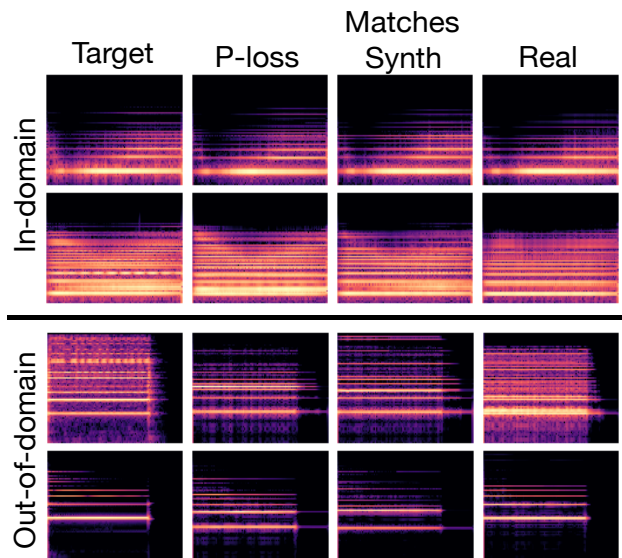 Matches
Target P-loss Synth Real
In-domain
Out-of-domain